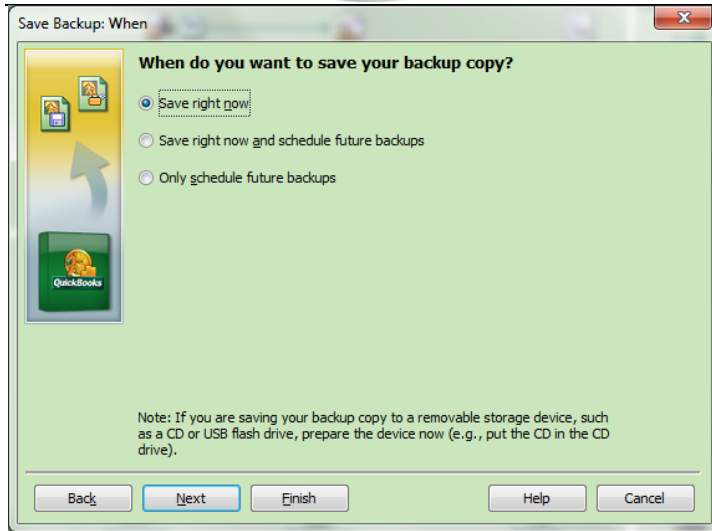 Save Backup: When
When do you want to save your backup copy?
Save right now
Save right now and schedule future backups
Only schedule future backups
QuickBooks
Note: If you are saving your backup copy to a removable storage device, such
as a CD or USB flash drive, prepare the device now (e.g., put the CD in the CD
drive).
Back Next Finish Help Cancel